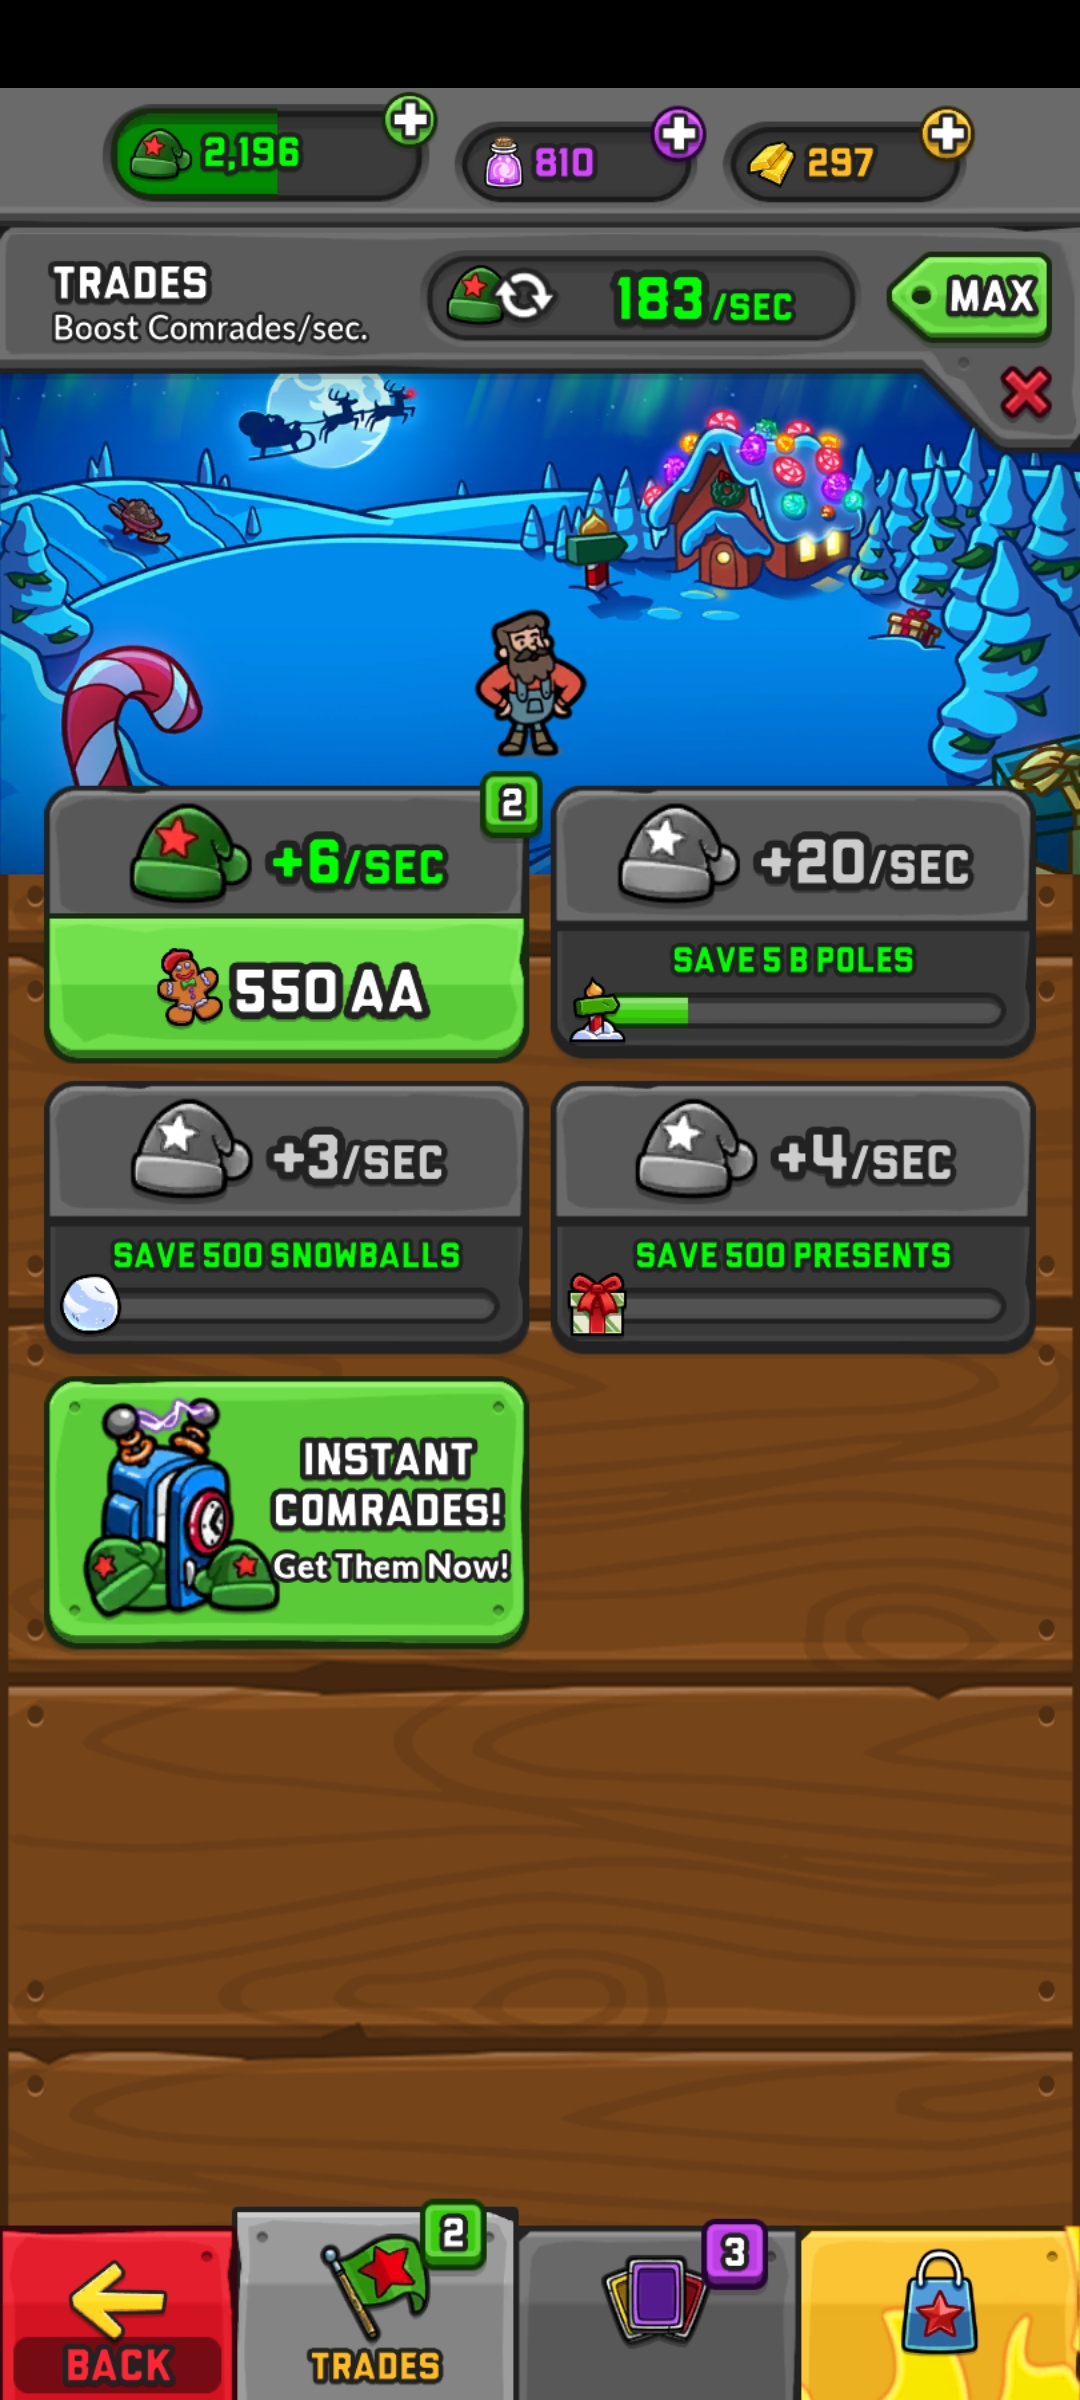 2,196
810
297
TRADES
Boost Comrades/sec.
183/SEC
MAX
2
+6/SEC
550 AA
+20/SEC
SAVE 5 B POLES
+3/SEC
SAVE 500 SNOWBALLS
+4/SEC
SAVE 500 PRESENTS
INSTANT
COMRADES!
Get Them Now!
BACK
2
TRADES
3